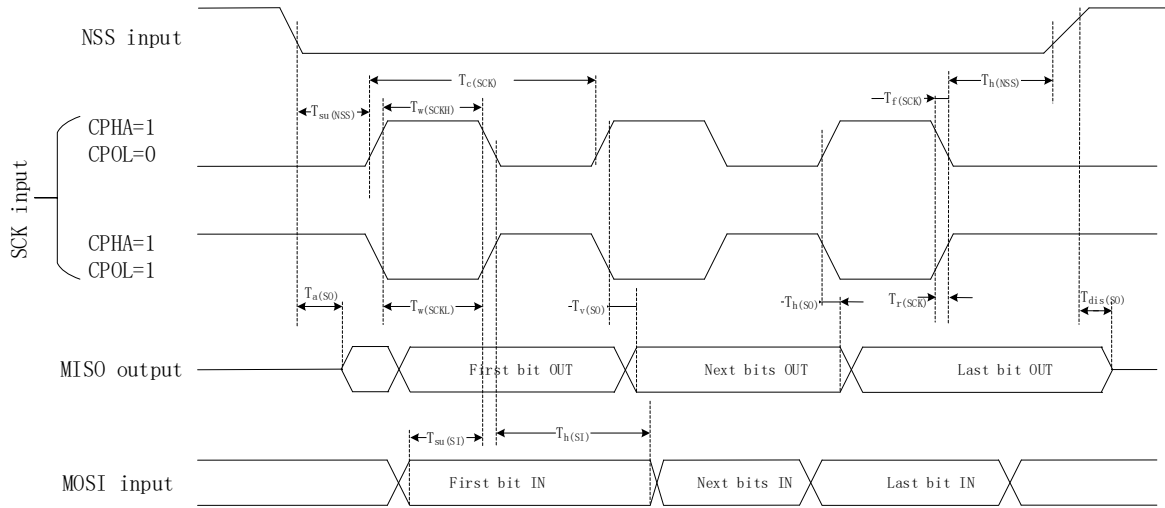 NSS input
Tc(SCK)
Th(NSS)
Tsu(NSS)
Tw(SCKH)
Tf(SCK)
SCK input
CPHA=1
CPOL=0
CPHA=1
CPOL=1
Ta(SO)
Tw(SCKL)
Tv(SO)
Th(SO)
Tr(SCK)
Tdis(SO)
MISO output
First bit OUT
Next bits OUT
Last bit OUT
Tsu(SI)
Th(SI)
MOSI input
First bit IN
Next bits IN
Last bit IN